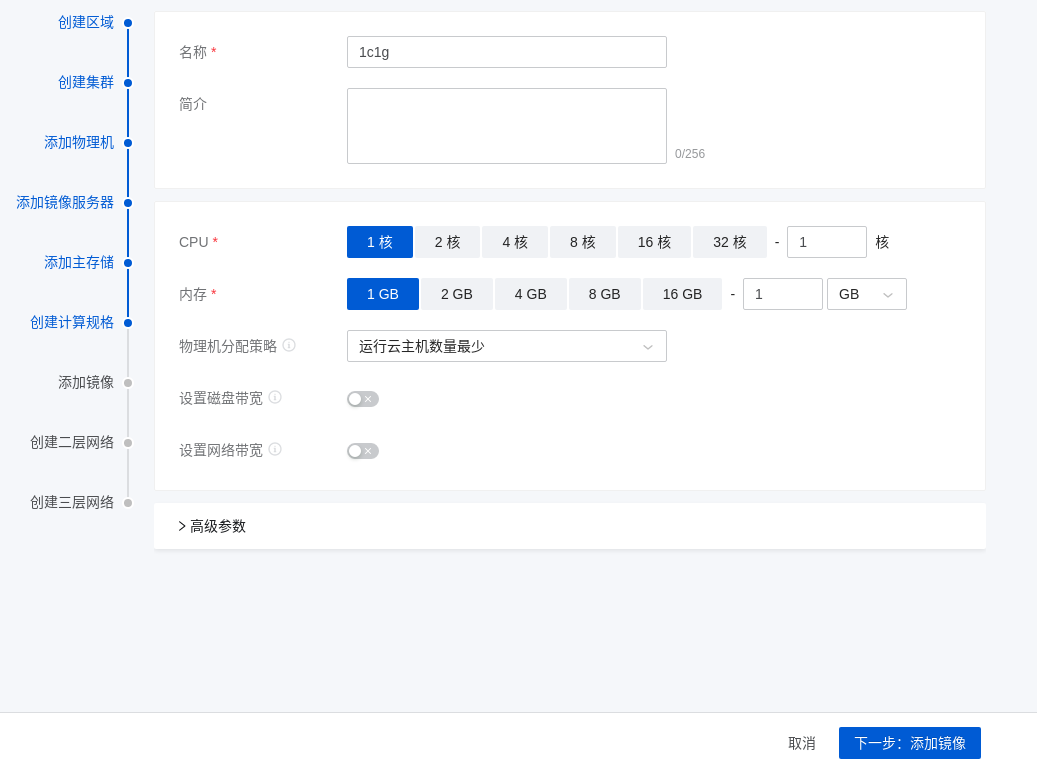 创建区域
创建集群
添加物理机
添加镜像服务器
添加主存储
创建计算规格
添加镜像
创建二层网络
创建三层网络
名称 * 1c1g
简介
0/256
CPU * 1 核 2 核 4 核 8 核 16 核 32 核 - 1 核
内存 * 1 GB 2 GB 4 GB 8 GB 16 GB - 1 GB
物理机分配策略 运行云主机数量最少
设置磁盘带宽
设置网络带宽
高级参数
取消 下一步：添加镜像